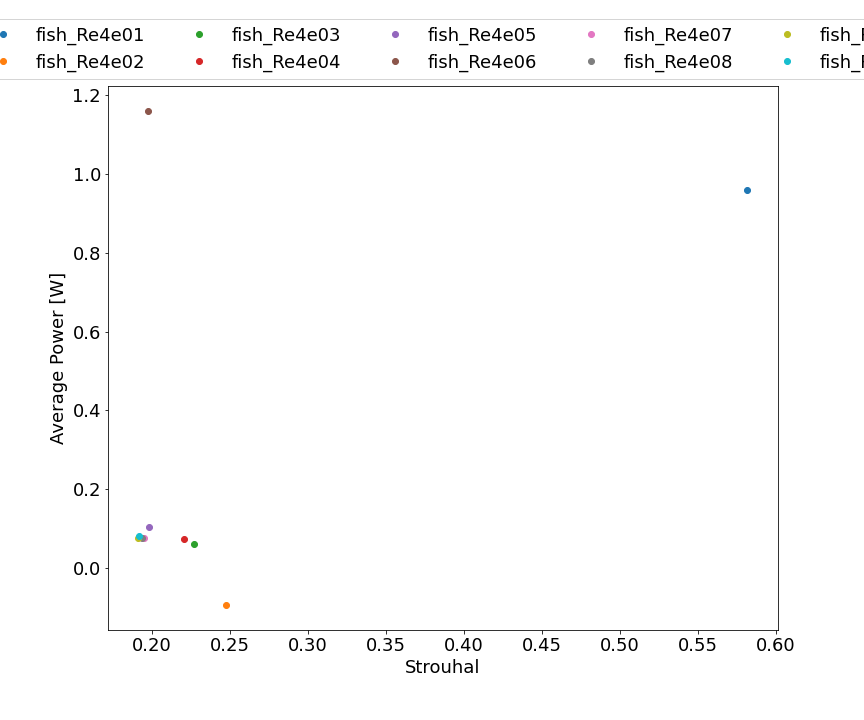 fish_Re4e01 fish_Re4e03 fish_Re4e05 fish_Re4e07
fish_Re4e02 fish_Re4e04 fish_Re4e06 fish_Re4e08
1.2
1.0
0.8
0.6
0.4
0.2
0.0
Average Power [W]
0.20 0.25 0.30 0.35 0.40 0.45 0.50 0.55 0.60
Strouhal